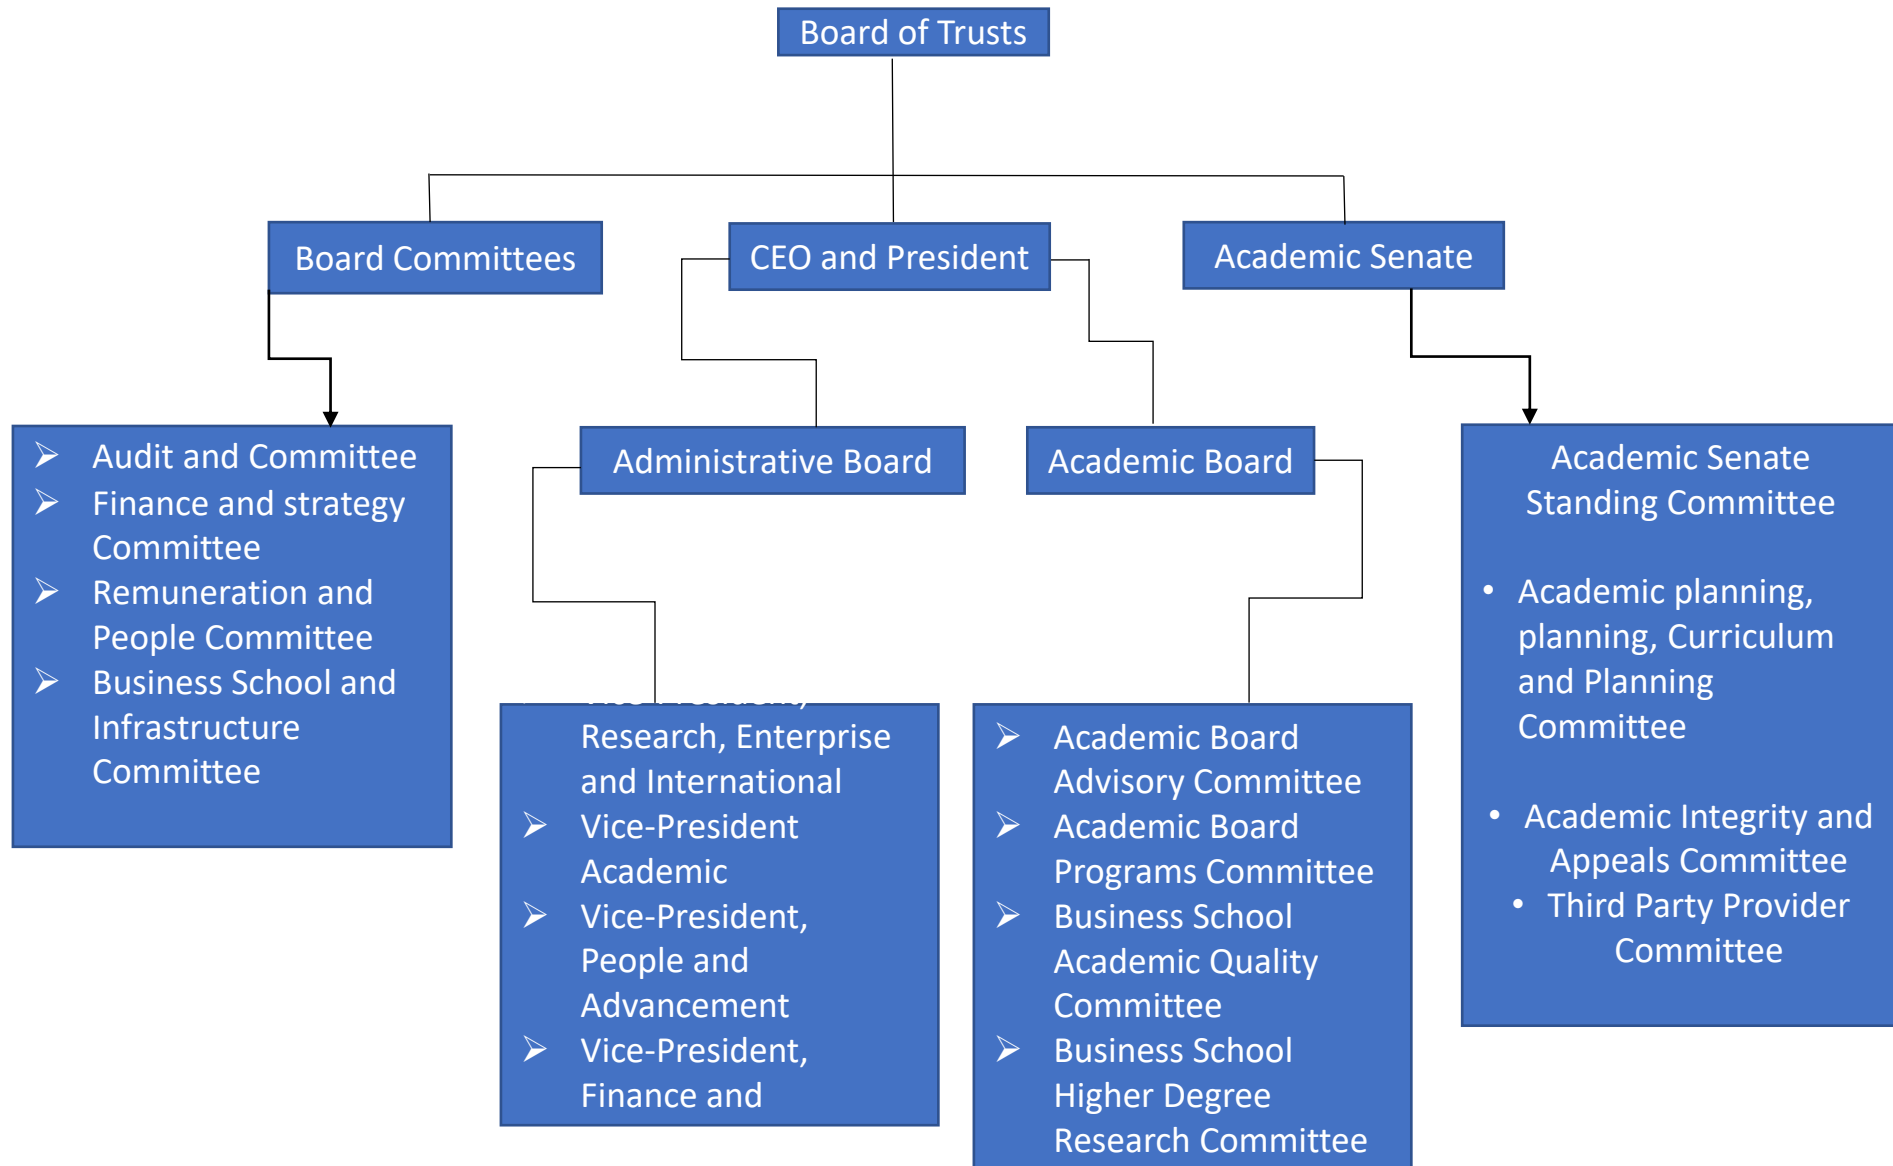 Board of Trusts
Board Committees
CEO and President
Academic Senate
➢ Audit and Committee
➢ Finance and strategy
Committee
➢ Remuneration and
People Committee
➢ Business School and
Infrastructure
Committee
Administrative Board
Academic Board
Academic Senate
Standing Committee
• Academic planning,
planning, Curriculum
and Planning
Committee
• Academic Integrity and
Appeals Committee
• Third Party Provider
Committee
Research, Enterprise
and International
➢ Vice-President
Academic
➢ Vice-President,
People and
Advancement
➢ Vice-President,
Finance and
➢ Academic Board
Advisory Committee
➢ Academic Board
Programs Committee
➢ Business School
Academic Quality
Committee
➢ Business School
Higher Degree
Research Committee